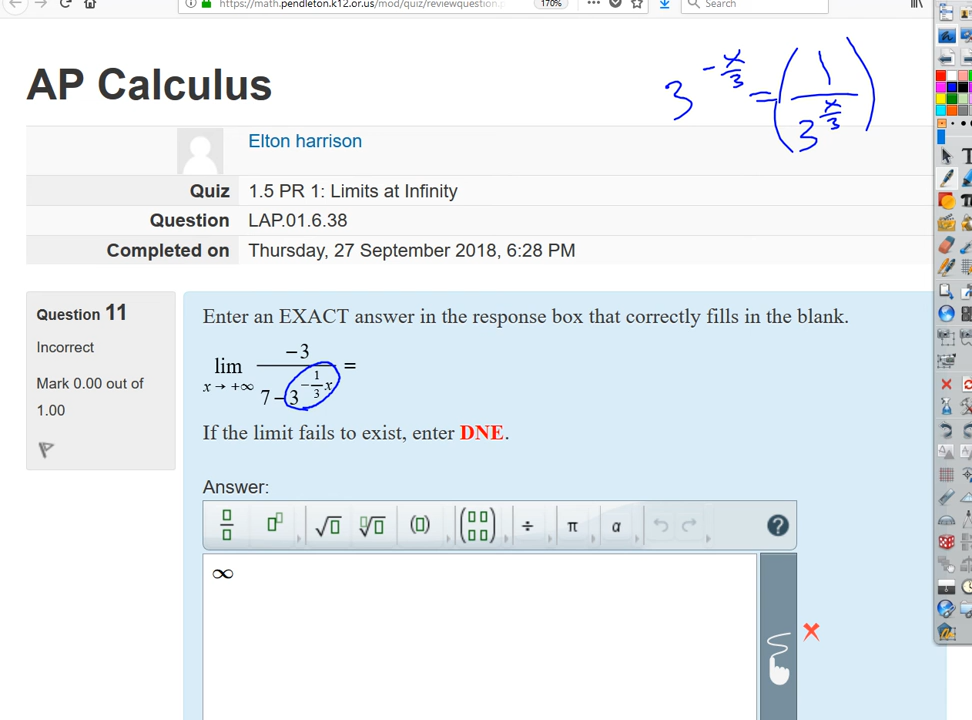 https://math.pendleton.k12.or.us/mod/quiz/reviewquestion.
170%
Search
AP Calculus
3^{-x/3} = (1/3^{x/3})
Elton harrison
Quiz 1.5 PR 1: Limits at Infinity
Question LAP.01.6.38
Completed on Thursday, 27 September 2018, 6:28 PM
Question 11
Incorrect
Mark 0.00 out of
1.00
Enter an EXACT answer in the response box that correctly fills in the blank.
lim x → +∞ −3/(7−3^{−1/3 x}) =
If the limit fails to exist, enter DNE.
Answer:
√ √ () ÷ π α ?
∞